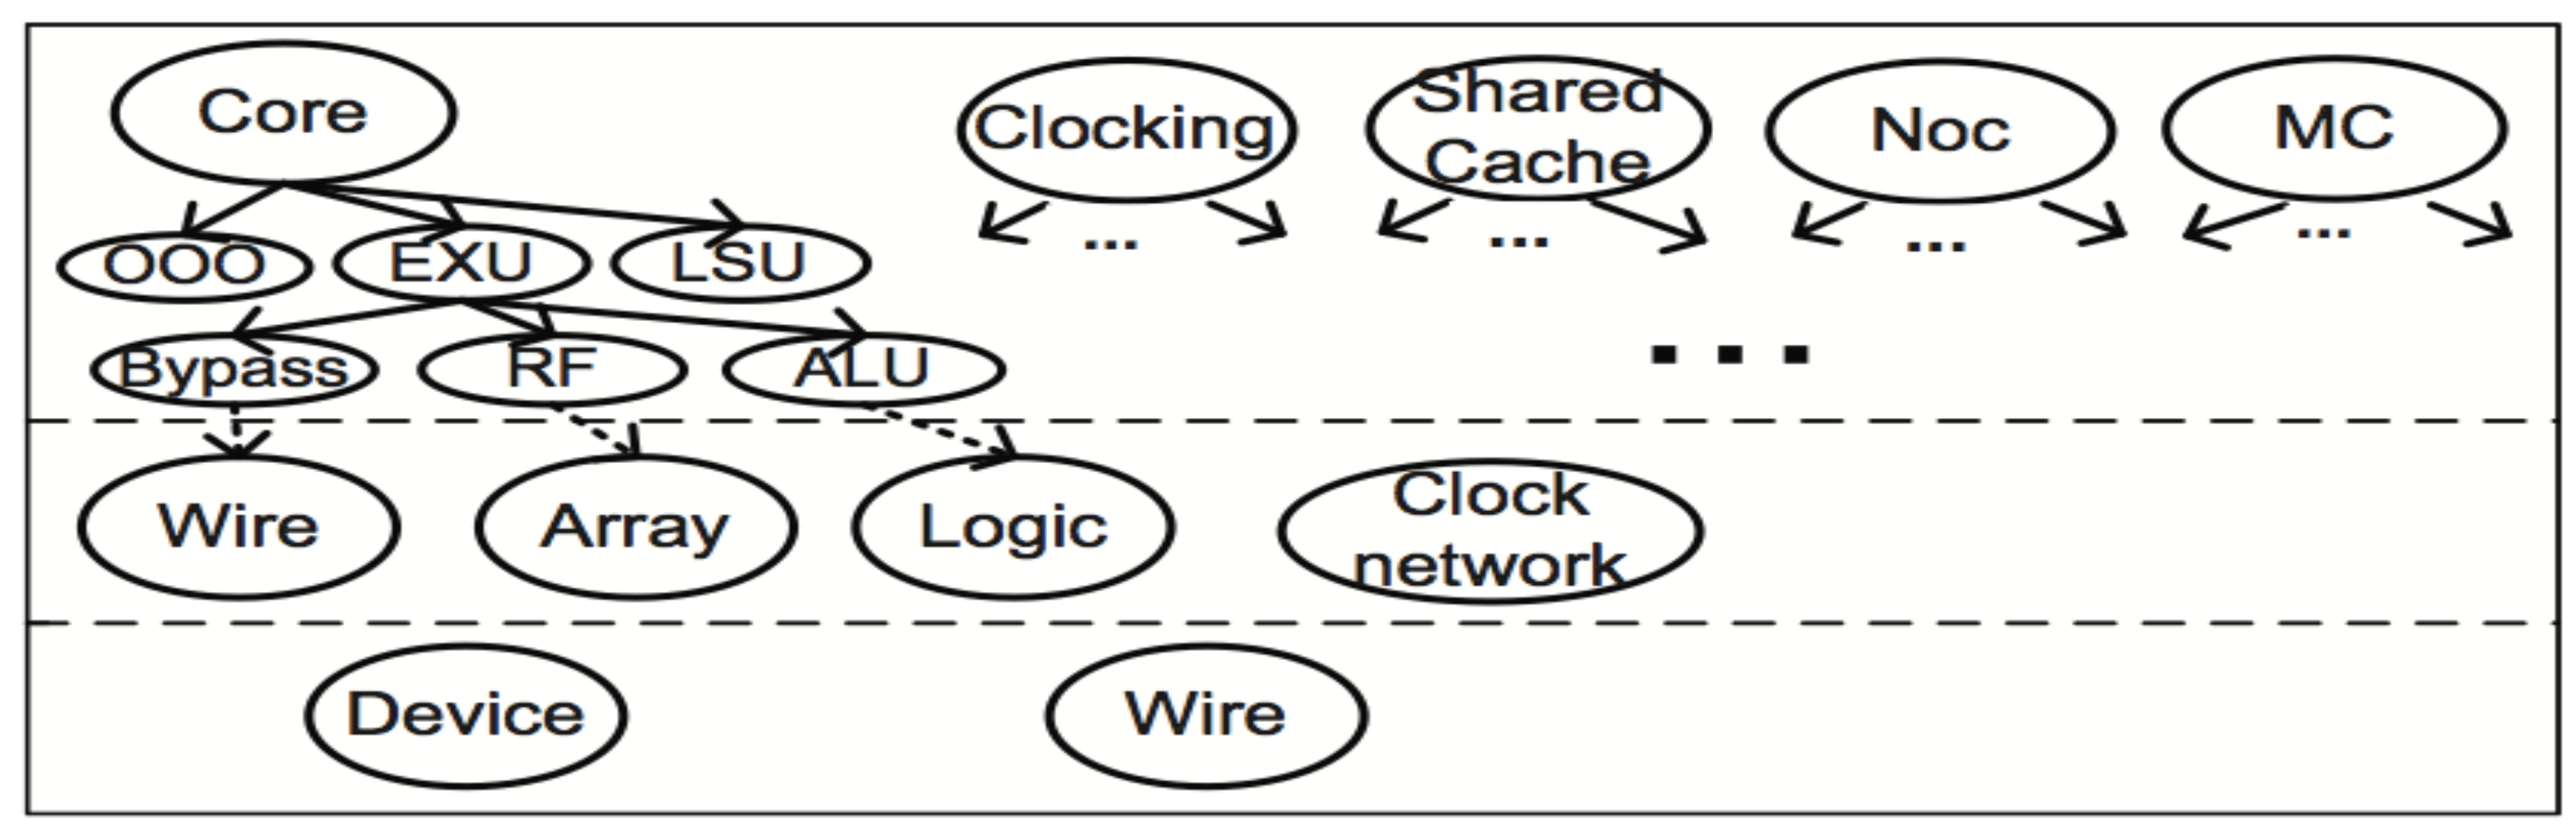 Core
Clocking
Shared
Cache
Noc
MC
OOO
EXU
LSU
...
...
...
...
Bypass
RF
ALU
...
Wire
Array
Logic
Clock
network
Device
Wire